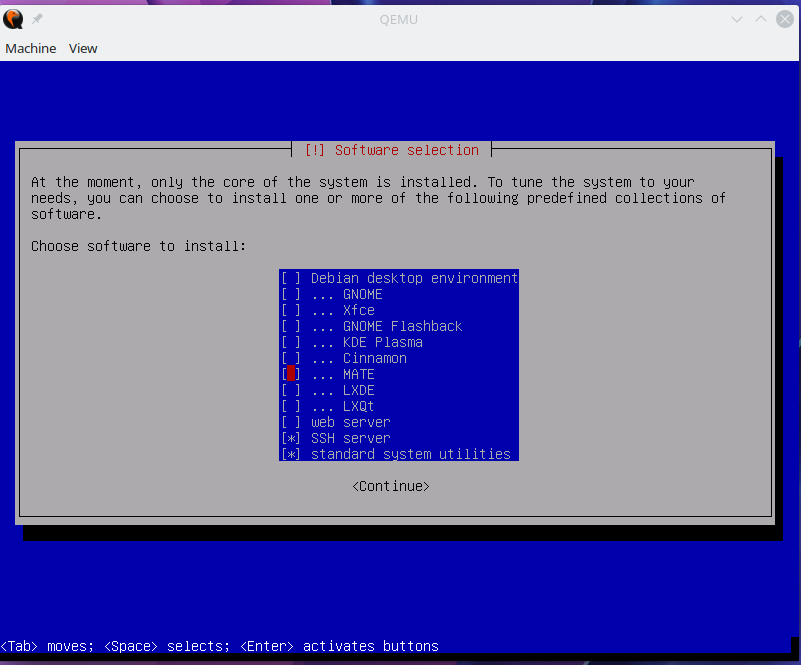 QEMU
Machine View
[!] Software selection
At the moment, only the core of the system is installed. To tune the system to your
needs, you can choose to install one or more of the following predefined collections of
software.
Choose software to install:
[ ] Debian desktop environment
[ ] ... GNOME
[ ] ... Xfce
[ ] ... GNOME Flashback
[ ] ... KDE Plasma
[ ] ... Cinnamon
[ ] ... MATE
[ ] ... LXDE
[ ] ... LXQt
[ ] web server
[*] SSH server
[*] standard system utilities
<Continue>
<Tab> moves; <Space> selects; <Enter> activates buttons